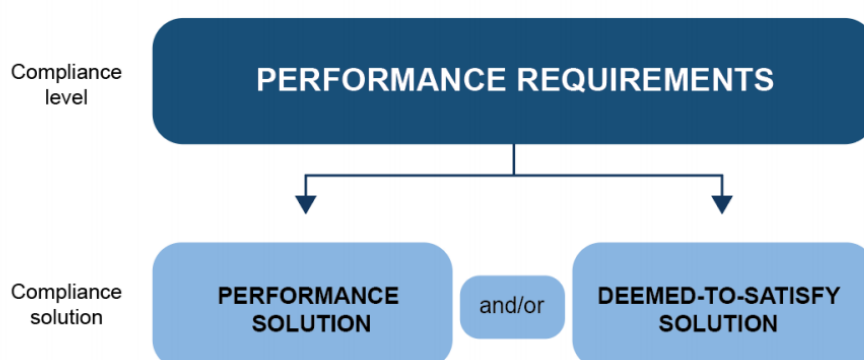 Compliance
level
PERFORMANCE REQUIREMENTS
Compliance
solution
PERFORMANCE
SOLUTION
and/or
DEEMED-TO-SATISFY
SOLUTION